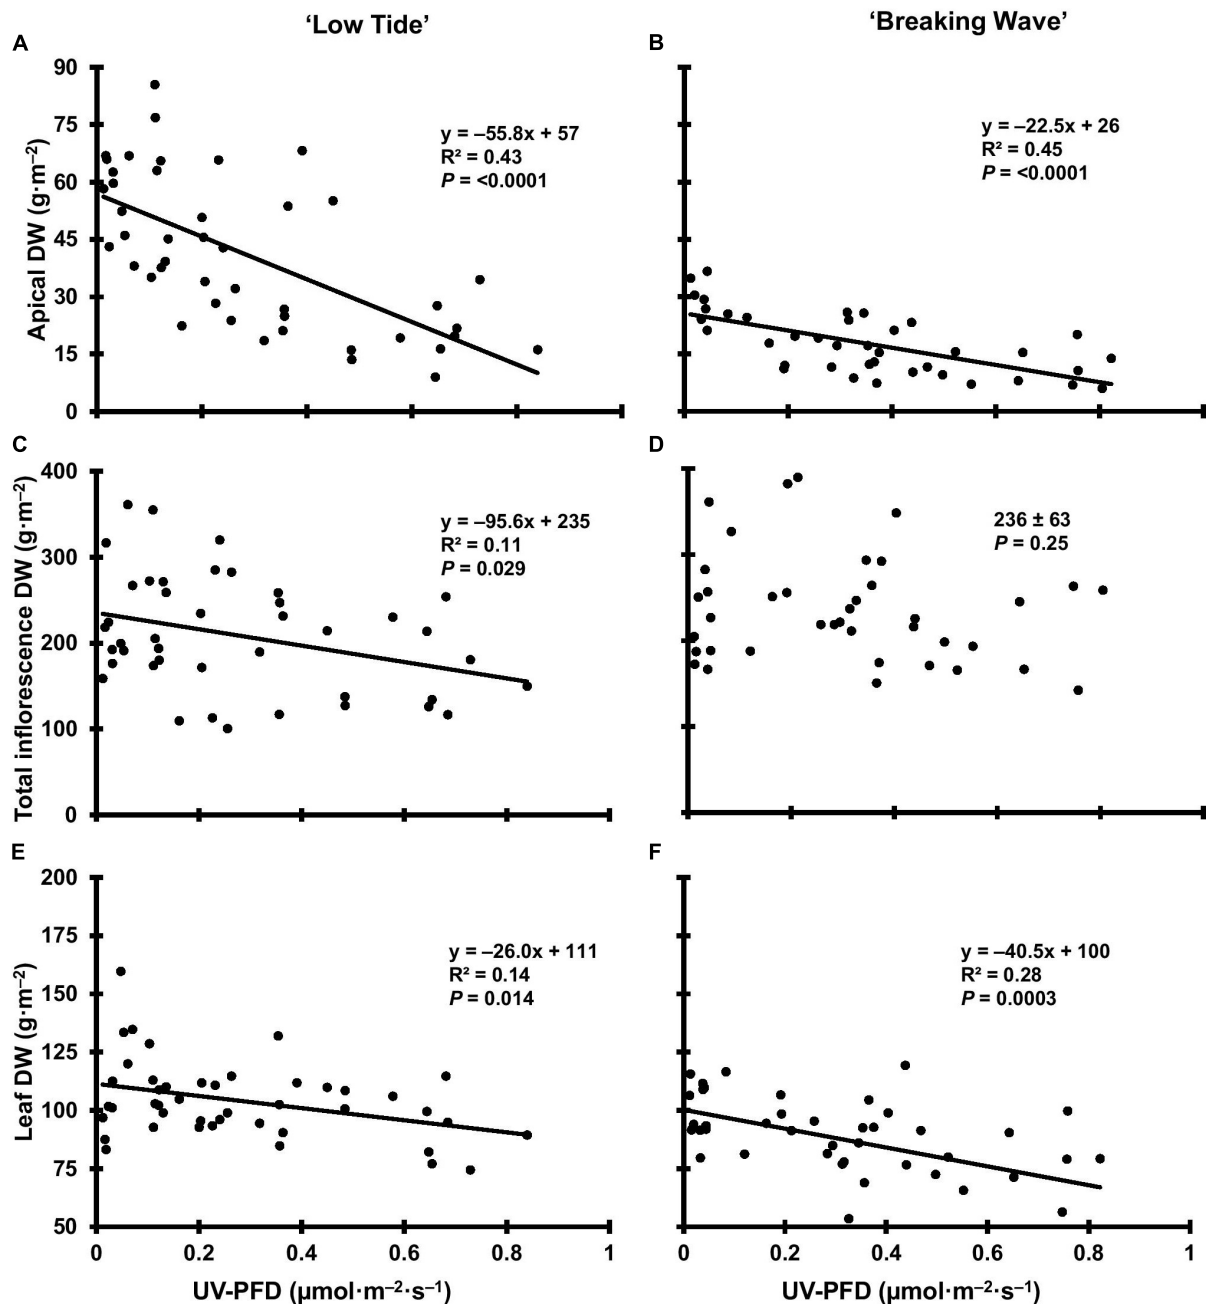 ‘Low Tide’
‘Breaking Wave’
A
B
90
75
60
45
30
15
0
Apical DW (g·m–2)
y = –55.8x + 57
R² = 0.43
P = <0.0001
y = –22.5x + 26
R² = 0.45
P = <0.0001
C
D
400
300
200
100
0
Total inflorescence DW (g·m–2)
y = –95.6x + 235
R² = 0.11
P = 0.029
236 ± 63
P = 0.25
E
F
200
175
150
125
100
75
50
Leaf DW (g·m–2)
y = –26.0x + 111
R² = 0.14
P = 0.014
y = –40.5x + 100
R² = 0.28
P = 0.0003
0 0.2 0.4 0.6 0.8 1
0 0.2 0.4 0.6 0.8 1
UV-PFD (µmol·m–2·s–1)
UV-PFD (µmol·m–2·s–1)